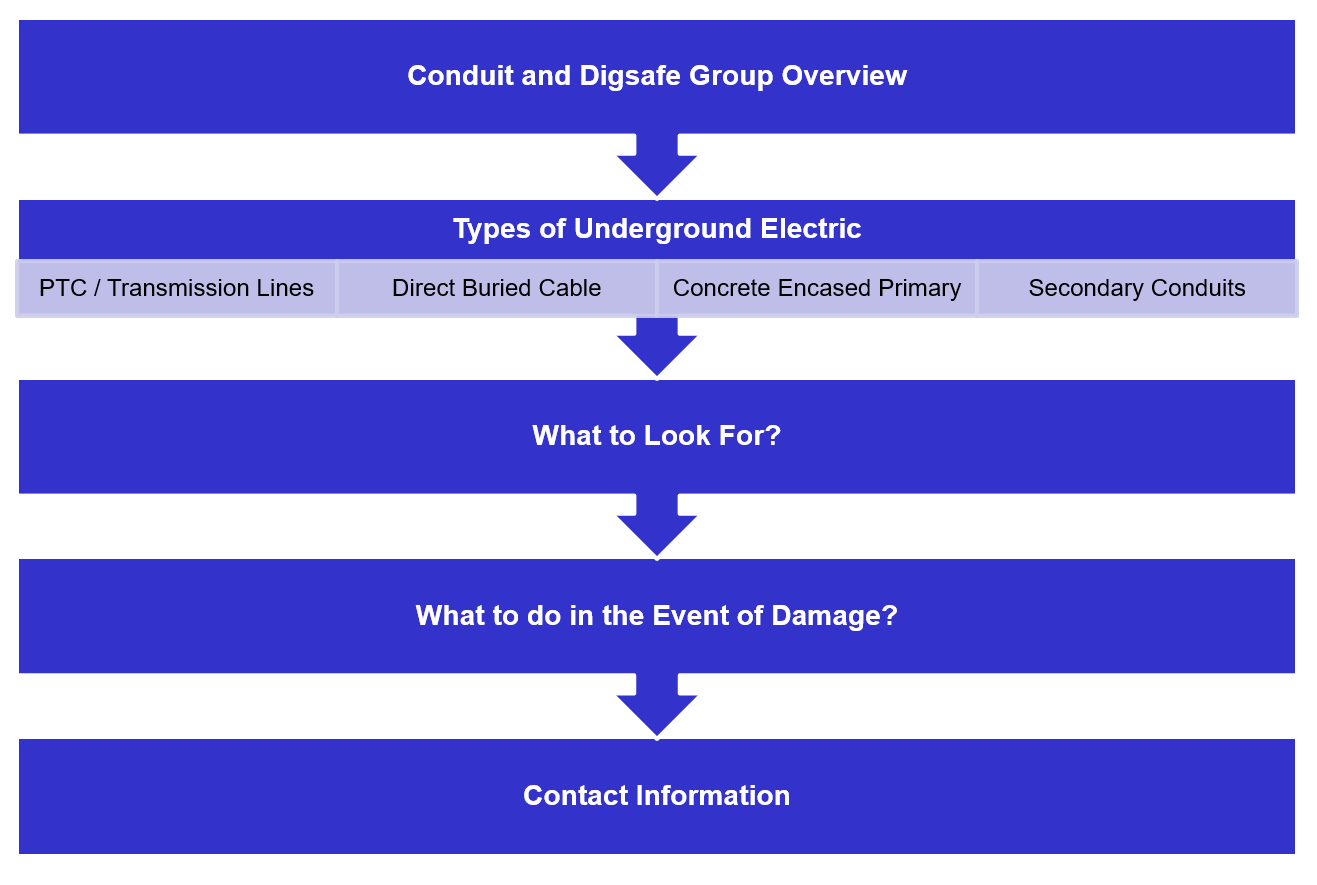 Conduit and Digsafe Group Overview
Types of Underground Electric
PTC / Transmission Lines
Direct Buried Cable
Concrete Encased Primary
Secondary Conduits
What to Look For?
What to do in the Event of Damage?
Contact Information